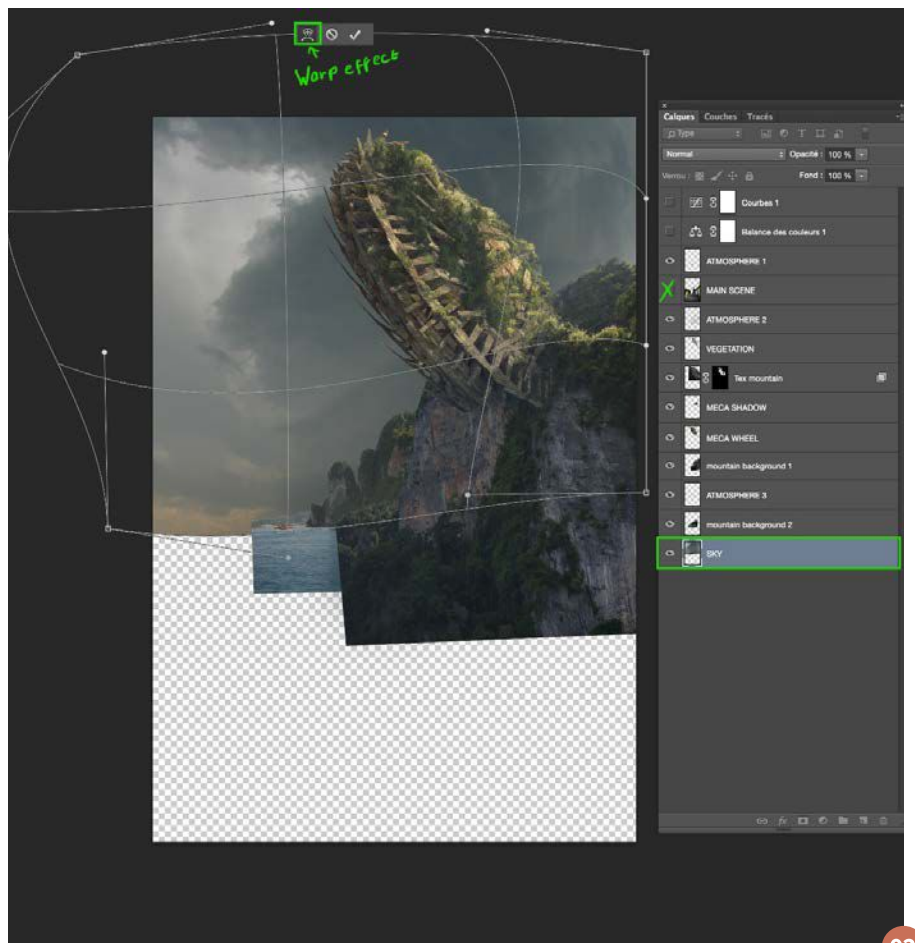 Warp effect
Calques Couches Tracés
Type
Normal Opacité : 100 %
Verrou : Fond : 100 %
Courbes 1
Balance des couleurs 1
ATMOSPHERE 1
X MAIN SCENE
ATMOSPHERE 2
VEGETATION
Tex mountain
MECA SHADOW
MECA WHEEL
mountain background 1
ATMOSPHERE 3
mountain background 2
SKY
fx